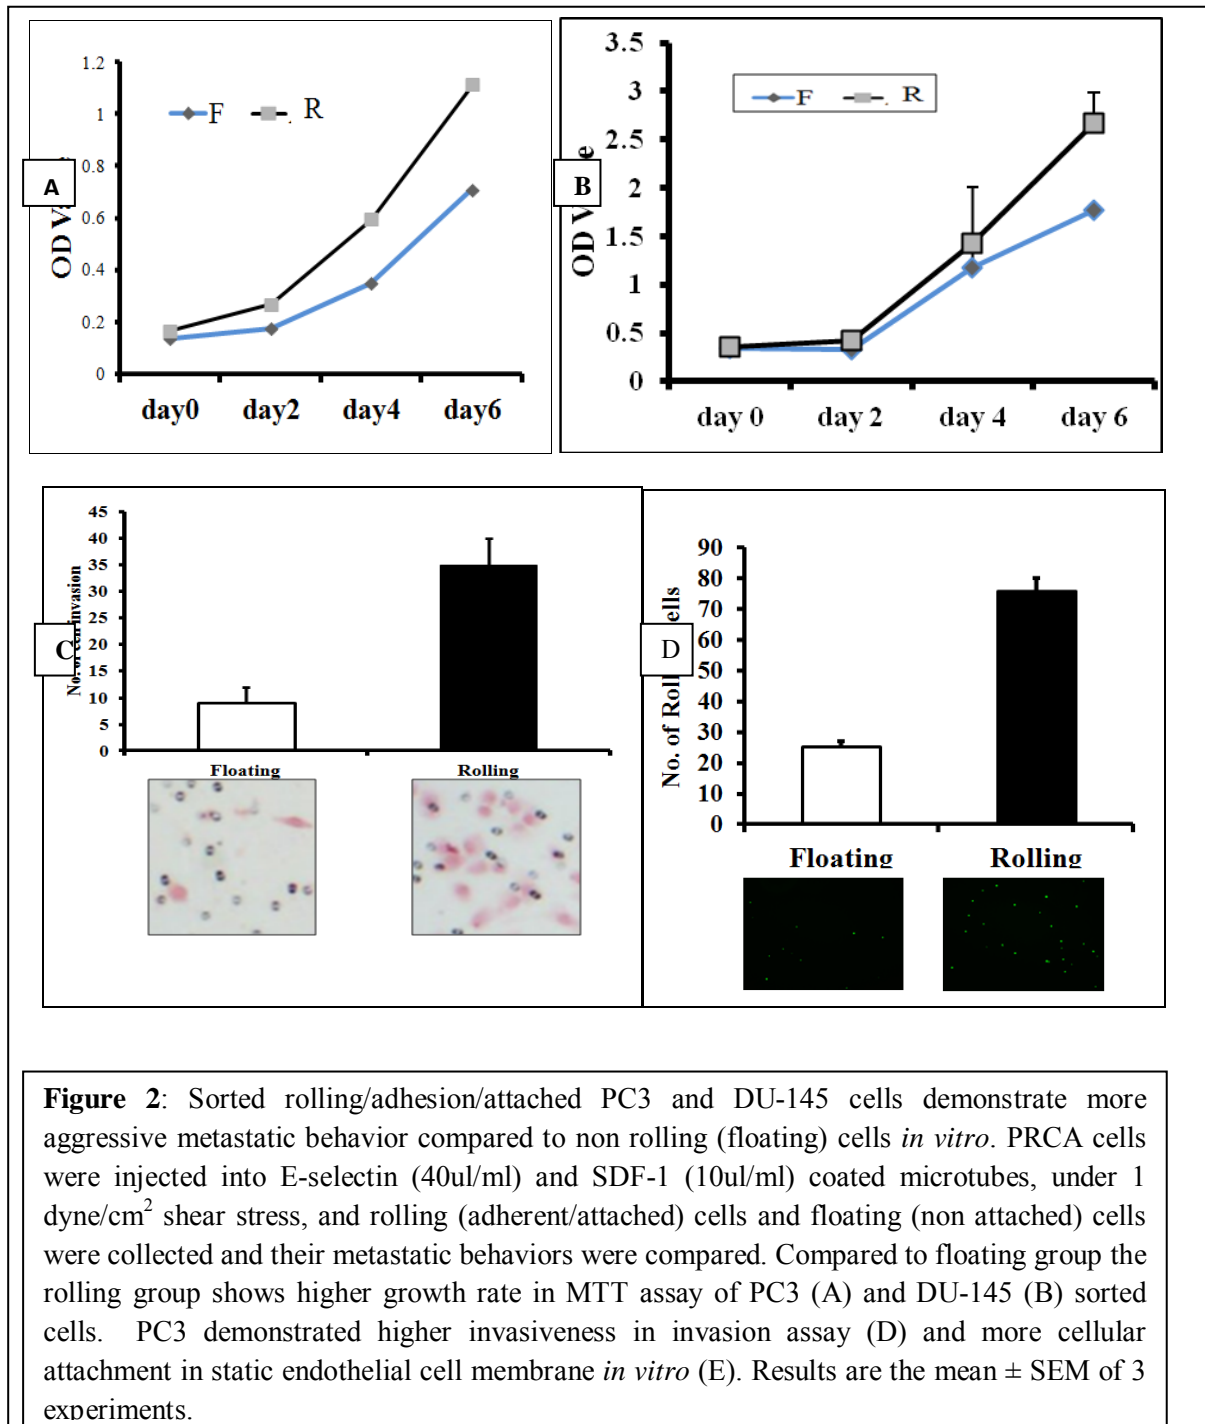 1.2
1
0.8
0.6
0.4
0.2
0
OD V
A
F
R
day0 day2 day4 day6
3.5
3
2.5
2
1.5
1
0.5
0
OD V
e
B
F
R
day 0 day 2 day 4 day 6
45
40
35
30
25
20
15
10
5
0
No. of cell invasion
C
Floating Rolling
90
80
70
60
50
40
30
20
10
0
No. of Roll
ells
D
Floating Rolling
Figure 2: Sorted rolling/adhesion/attached PC3 and DU-145 cells demonstrate more
aggressive metastatic behavior compared to non rolling (floating) cells in vitro. PRCA cells
were injected into E-selectin (40ul/ml) and SDF-1 (10ul/ml) coated microtubes, under 1
dyne/cm² shear stress, and rolling (adherent/attached) cells and floating (non attached) cells
were collected and their metastatic behaviors were compared. Compared to floating group the
rolling group shows higher growth rate in MTT assay of PC3 (A) and DU-145 (B) sorted
cells. PC3 demonstrated higher invasiveness in invasion assay (D) and more cellular
attachment in static endothelial cell membrane in vitro (E). Results are the mean ± SEM of 3
experiments.